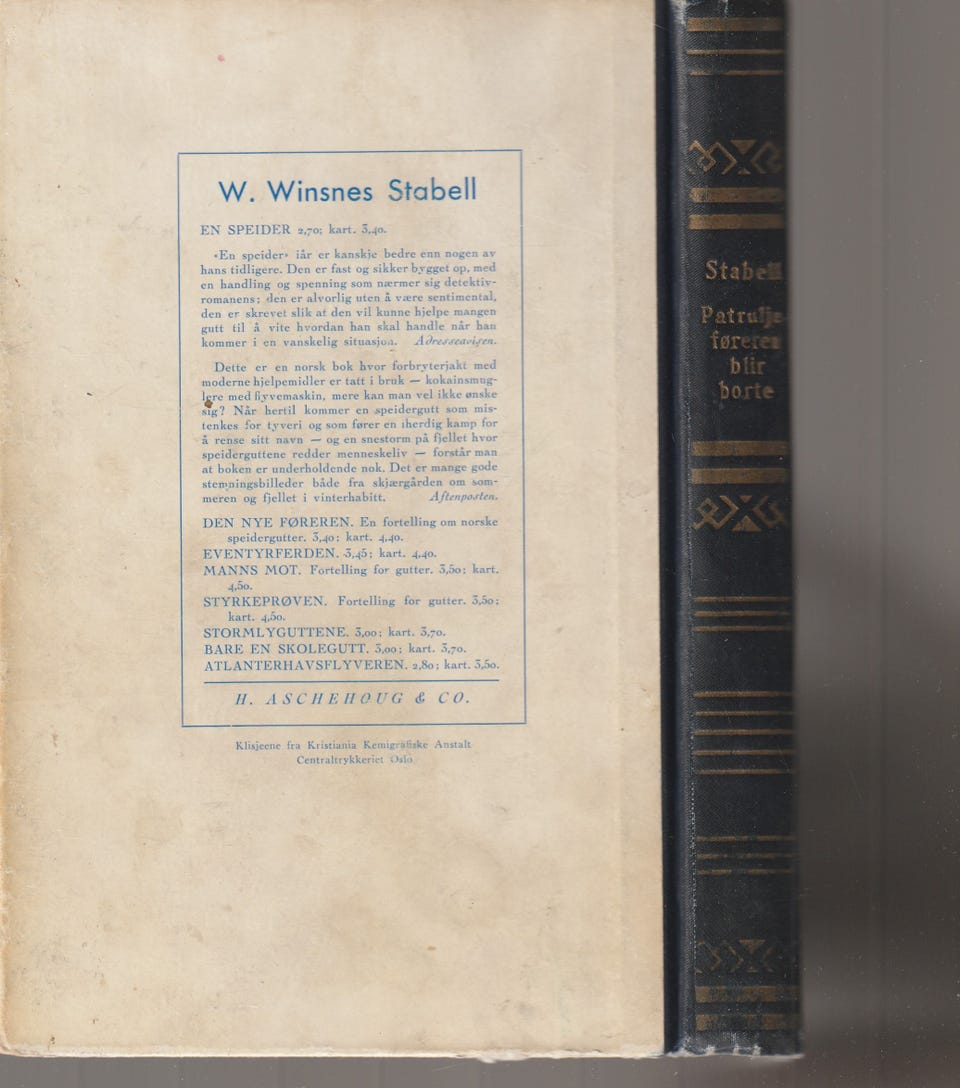 W. Winsnes Stabell
EN SPEIDER 2,70; kart. 3,40.
«En speider» iår er kanskje bedre enn nogen av
hans tidligere. Den er fast og sikker bygget op, med
en handling og spenning som nærmer sig detektiv-
romanens; den er alvorlig uten å være sentimental,
den er skrevet slik at den vil kunne hjelpe mangen
gutt til å vite hvordan han skal handle når han
kommer i en vanskelig situasjon. Adresseavisen.
Dette er en norsk bok hvor forbryterjakt med
moderne hjelpemidler er tatt i bruk — kokainsmug-
lere med flyvemaskin, mere kan man vel ikke ønske
sig? Når hertil kommer en speidergutt som mis-
tenkes for tyveri og som fører en iherdig kamp for
å rense sitt navn — og en snestorm på fjellet hvor
speiderguttene redder menneskeliv — forstår man
at boken er underholdende nok. Det er mange gode
stemningsbilleder både fra skjærgården om som-
meren og fjellet i vinterhabitt. Aftenposten.
DEN NYE FØREREN. En fortelling om norske
speidergutter. 3,40; kart. 4,40.
EVENTYRFERDEN. 3,45; kart. 4,40.
MANNS MOT. Fortelling for gutter. 3,50; kart.
4,50.
STYRKEPRØVEN. Fortelling for gutter. 3,50;
kart. 4,50.
STORMLYGUTTENE. 3,00; kart. 3,70.
BARE EN SKOLEGUTT. 3,00; kart. 3,70.
ATLANTERHAVSFLYVEREN. 2,80; kart. 3,50.
H. ASCHEHOUG & CO.
Klisjeene fra Kristiania Kemigrafiske Anstalt
Centraltrykkeriet Oslo
Stabell
Patrulje-
føreren
blir
borte